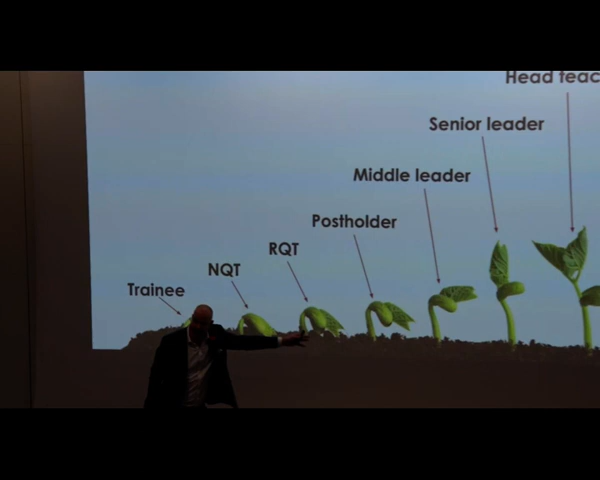 Head teac
Senior leader
Middle leader
Postholder
RQT
NQT
Trainee